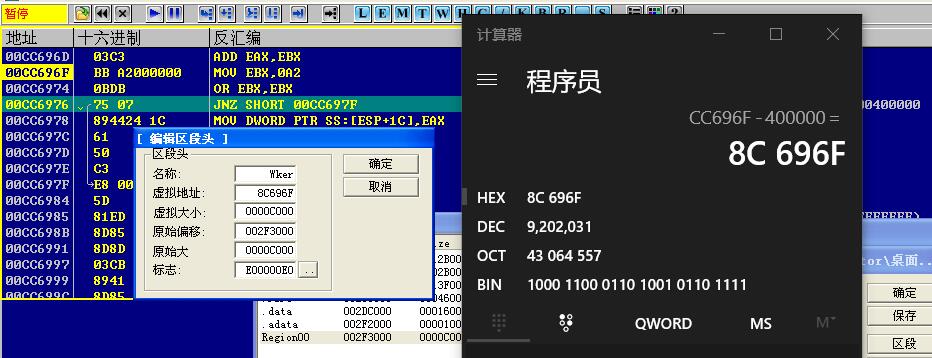 暂停
L E M T W H C / K B R ... S
地址 十六进制 反汇编
00CC696D 03C3 ADD EAX,EBX
00CC696F BB A2000000 MOV EBX,0A2
00CC6974 0BDB OR EBX,EBX
00CC6976 75 07 JNZ SHORT 00CC697F
00CC6978 894424 1C MOV DWORD PTR SS:[ESP+1C],EAX
00CC697C 61
00CC697D 50
00CC697E C3
00CC697F E8 00
00CC6984 5D
00CC6985 81ED
00CC698B 8D85
00CC6991 8D8D
00CC6997 03CB
00CC6999 8941
00CC699C 8D85
00400000
[ 编辑区段头 ]
区段头
名称: Wker
虚拟地址: 8C696F
虚拟大小: 0000C000
原始偏移: 002F3000
原始大 0000C000
标志: E00000E0 ..
确定
取消
.data 002DC000 0001600
.adata 002F2000 0000100
Region00 002F3000 0000C00
计算器
程序员
CC696F - 400000 =
8C 696F
HEX 8C 696F
DEC 9,202,031
OCT 43 064 557
BIN 1000 1100 0110 1001 0110 1111
QWORD MS M
tor\桌面..
确定
保存
区段